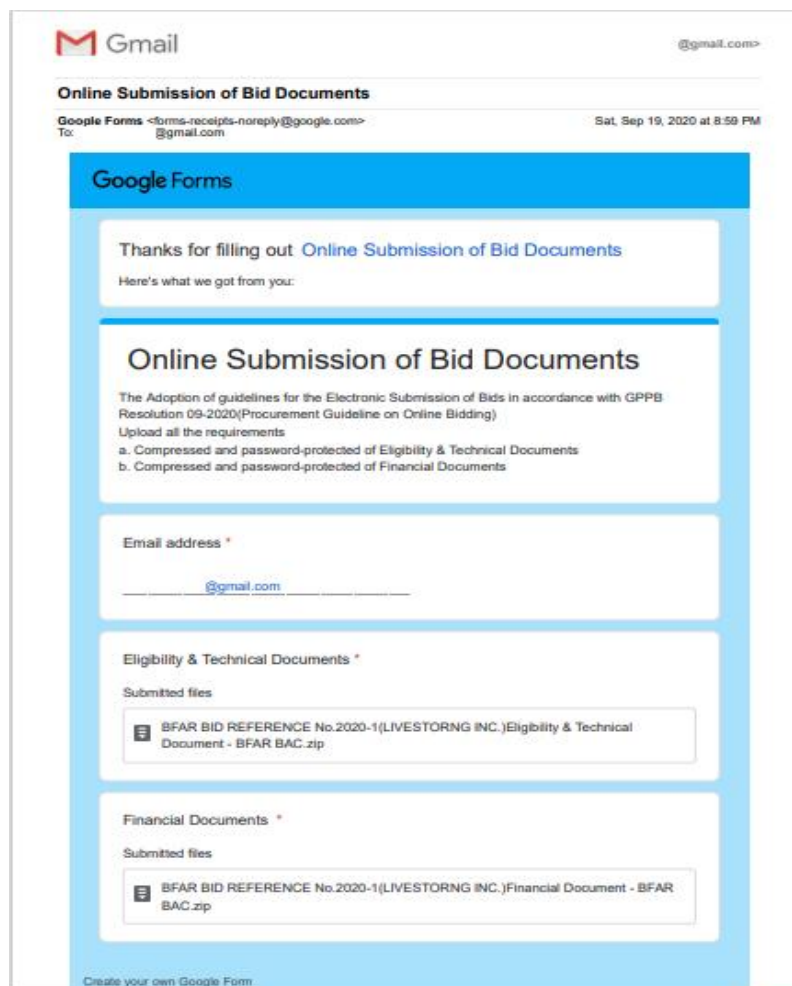 Gmail
@gmail.com>
Online Submission of Bid Documents
Google Forms <forms-receipts-noreply@google.com>
Sat, Sep 19, 2020 at 8:59 PM
To: @gmail.com
Google Forms
Thanks for filling out Online Submission of Bid Documents
Here's what we got from you:
Online Submission of Bid Documents
The Adoption of guidelines for the Electronic Submission of Bids in accordance with GPPB
Resolution 09-2020(Procurement Guideline on Online Bidding)
Upload all the requirements
a. Compressed and password-protected of Eligibility & Technical Documents
b. Compressed and password-protected of Financial Documents
Email address *
@gmail.com
Eligibility & Technical Documents *
Submitted files
BFAR BID REFERENCE No.2020-1(LIVESTORNG INC.)Eligibility & Technical
Document - BFAR BAC.zip
Financial Documents *
Submitted files
BFAR BID REFERENCE No.2020-1(LIVESTORNG INC.)Financial Document - BFAR
BAC.zip
Create your own Google Form